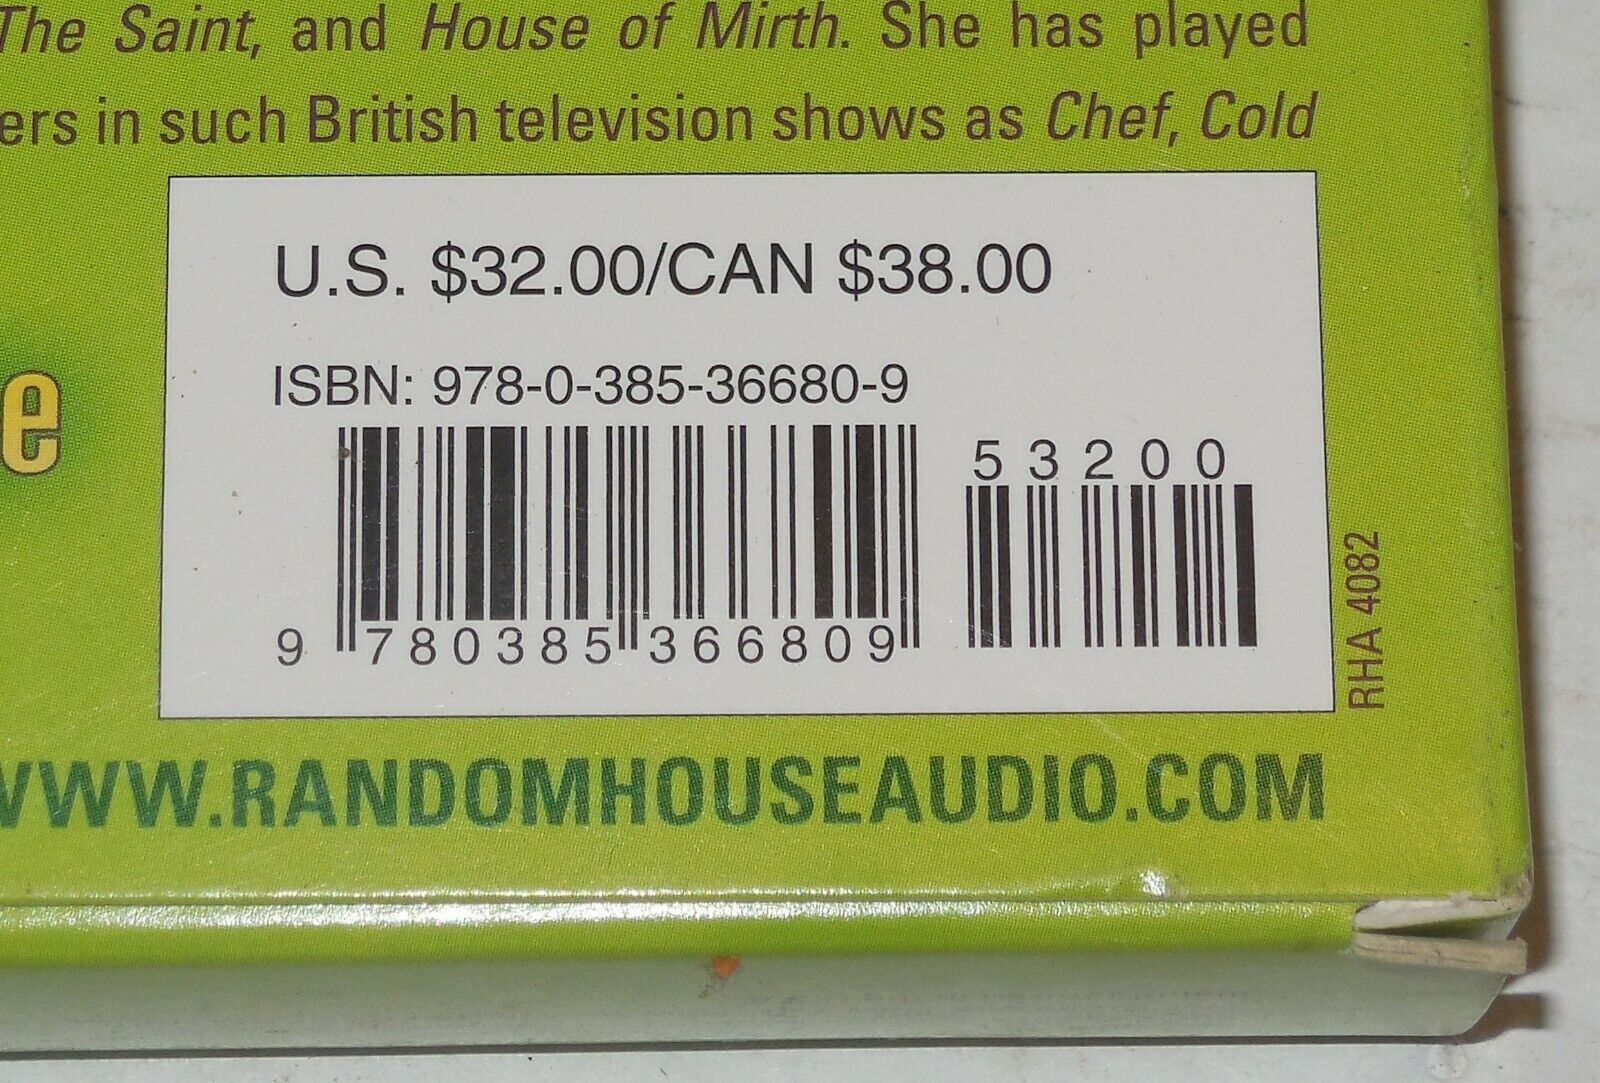 The Saint, and House of Mirth. She has played
ers in such British television shows as Chef, Cold
U.S. $32.00/CAN $38.00
ISBN: 978-0-385-36680-9
53200
9 780385 366809
RHA 4082
e
WWW.RANDOMHOUSEAUDIO.COM